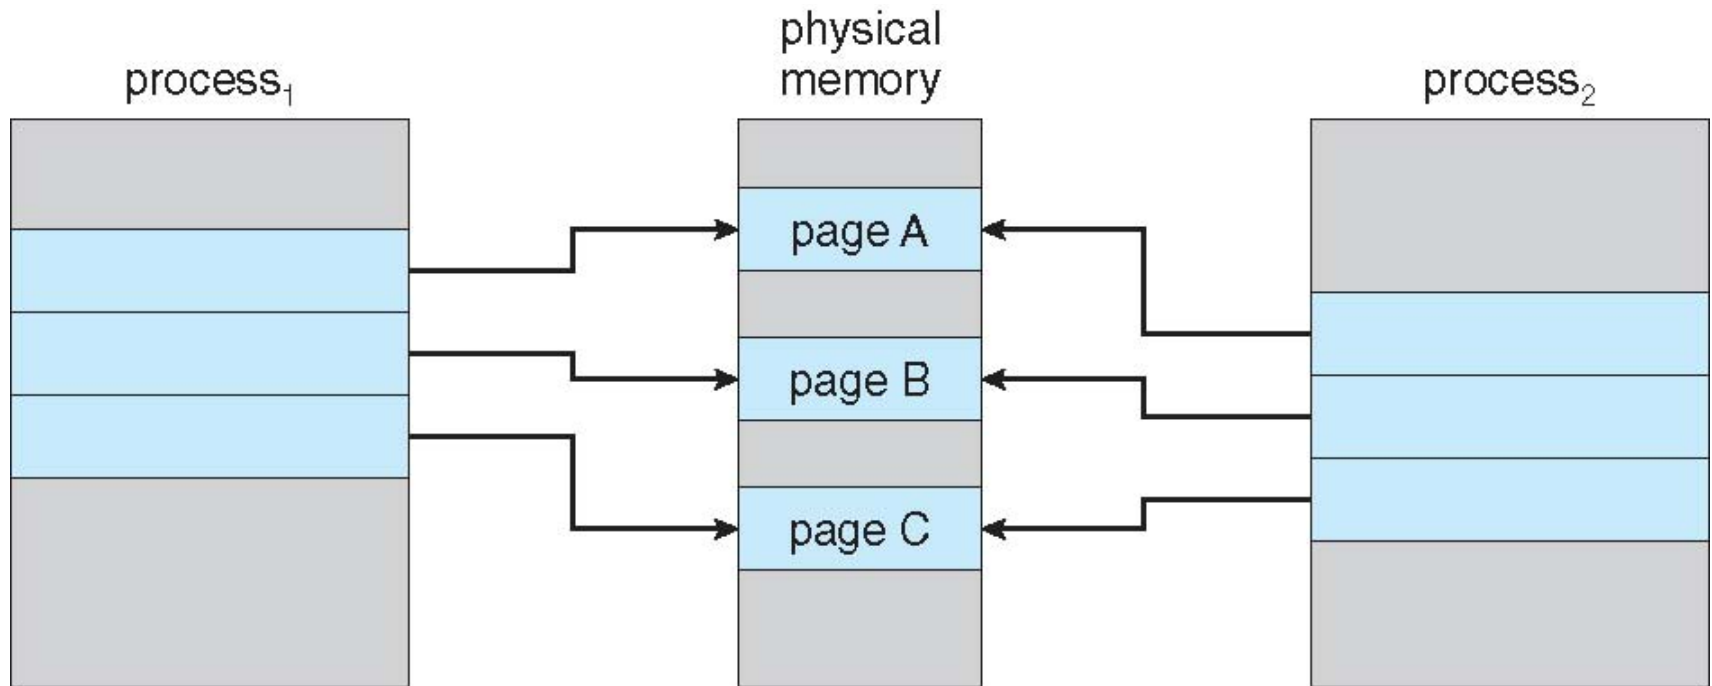 process₁
physical
memory
process₂
page A
page B
page C